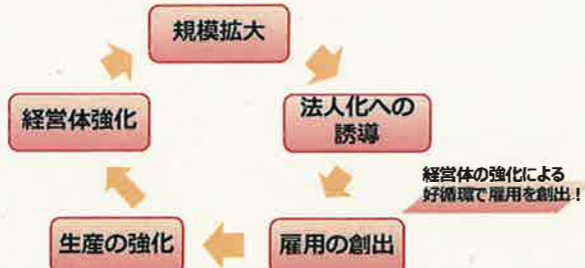 規模拡大
経営体強化
法人化への
誘導
経営体の強化による
好循環で雇用を創出！
生産の強化
雇用の創出